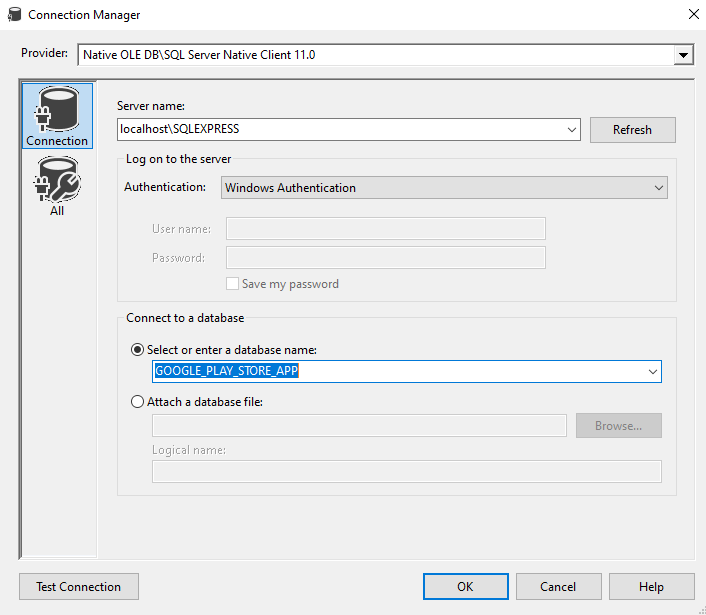 Connection Manager
Provider: Native OLE DB\SQL Server Native Client 11.0
Connection
All
Server name:
localhost\SQLEXPRESS Refresh
Log on to the server
Authentication: Windows Authentication
User name:
Password:
Save my password
Connect to a database
Select or enter a database name:
GOOGLE_PLAY_STORE_APP
Attach a database file:
Browse...
Logical name:
Test Connection OK Cancel Help